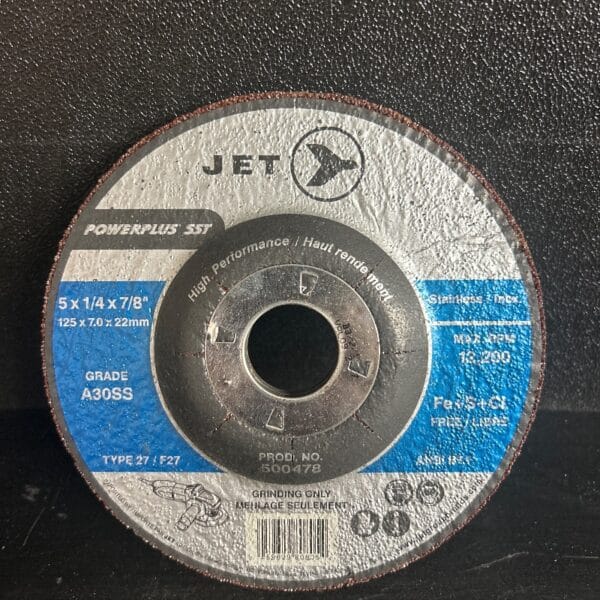 JET
POWERPLUS SST
High Performance / Haut rendement
5 x 1/4 x 7/8"
125 x 7.0 x 22mm
Stainless - Inox
MAX. RPM
12,200
GRADE
A30SS
Fe+S+Cl
FREE / LIBRE
TYPE 27 / F27
PROD. NO.
500478
ANSI
GRINDING ONLY
MEULAGE SEULEMENT